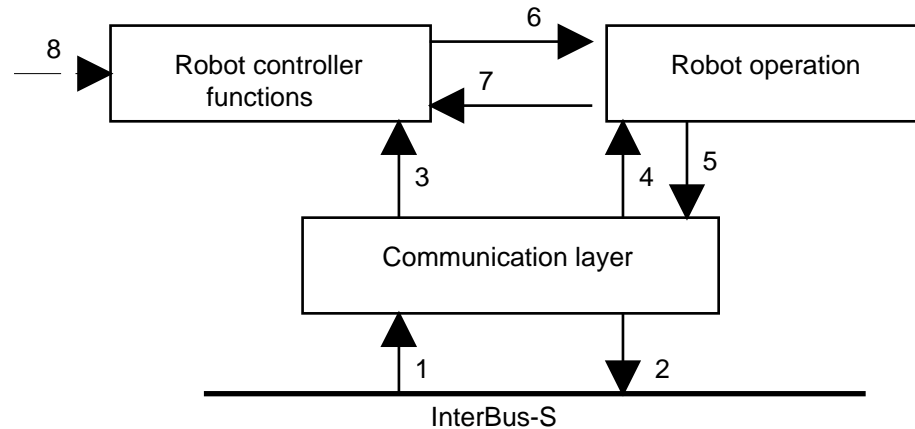 8
6
Robot controller
functions
Robot operation
7
3
4
5
Communication layer
1
2
InterBus-S